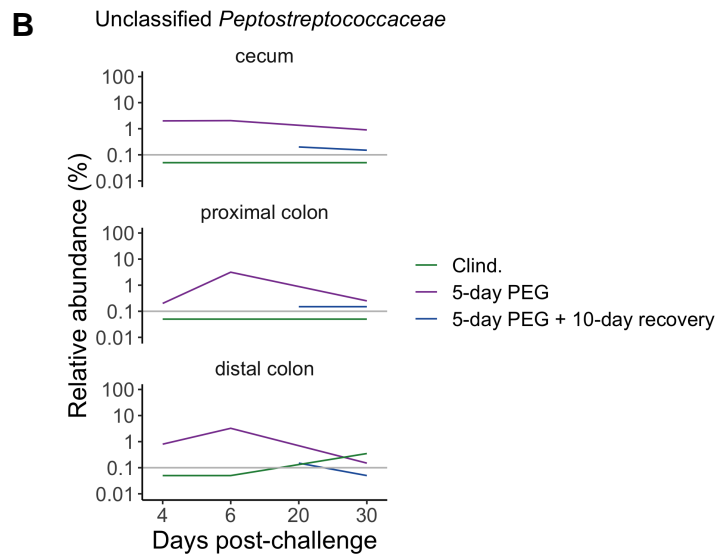 B
Unclassified Peptostreptococcaceae
cecum
100
10
1
0.1
0.01
proximal colon
100
10
1
0.1
0.01
distal colon
100
10
1
0.1
0.01
4 6 20 30
Days post-challenge
Relative abundance (%)
Clind.
5-day PEG
5-day PEG + 10-day recovery